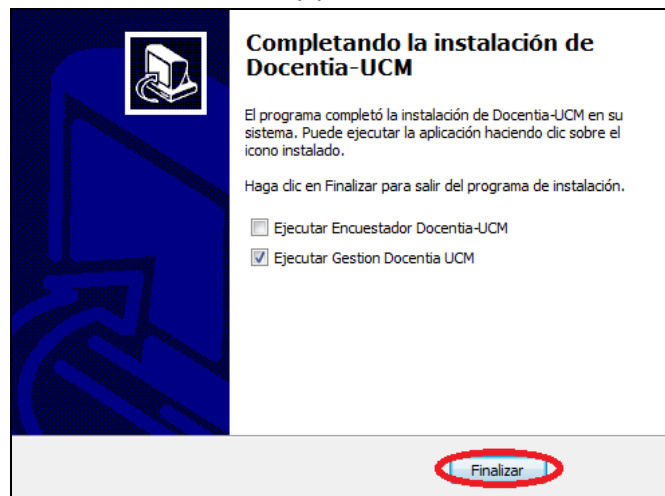 Completando la instalación de
Docentia-UCM
El programa completó la instalación de Docentia-UCM en su
sistema. Puede ejecutar la aplicación haciendo clic sobre el
icono instalado.
Haga clic en Finalizar para salir del programa de instalación.
Ejecutar Encuestador Docentia-UCM
Ejecutar Gestion Docentia UCM
Finalizar